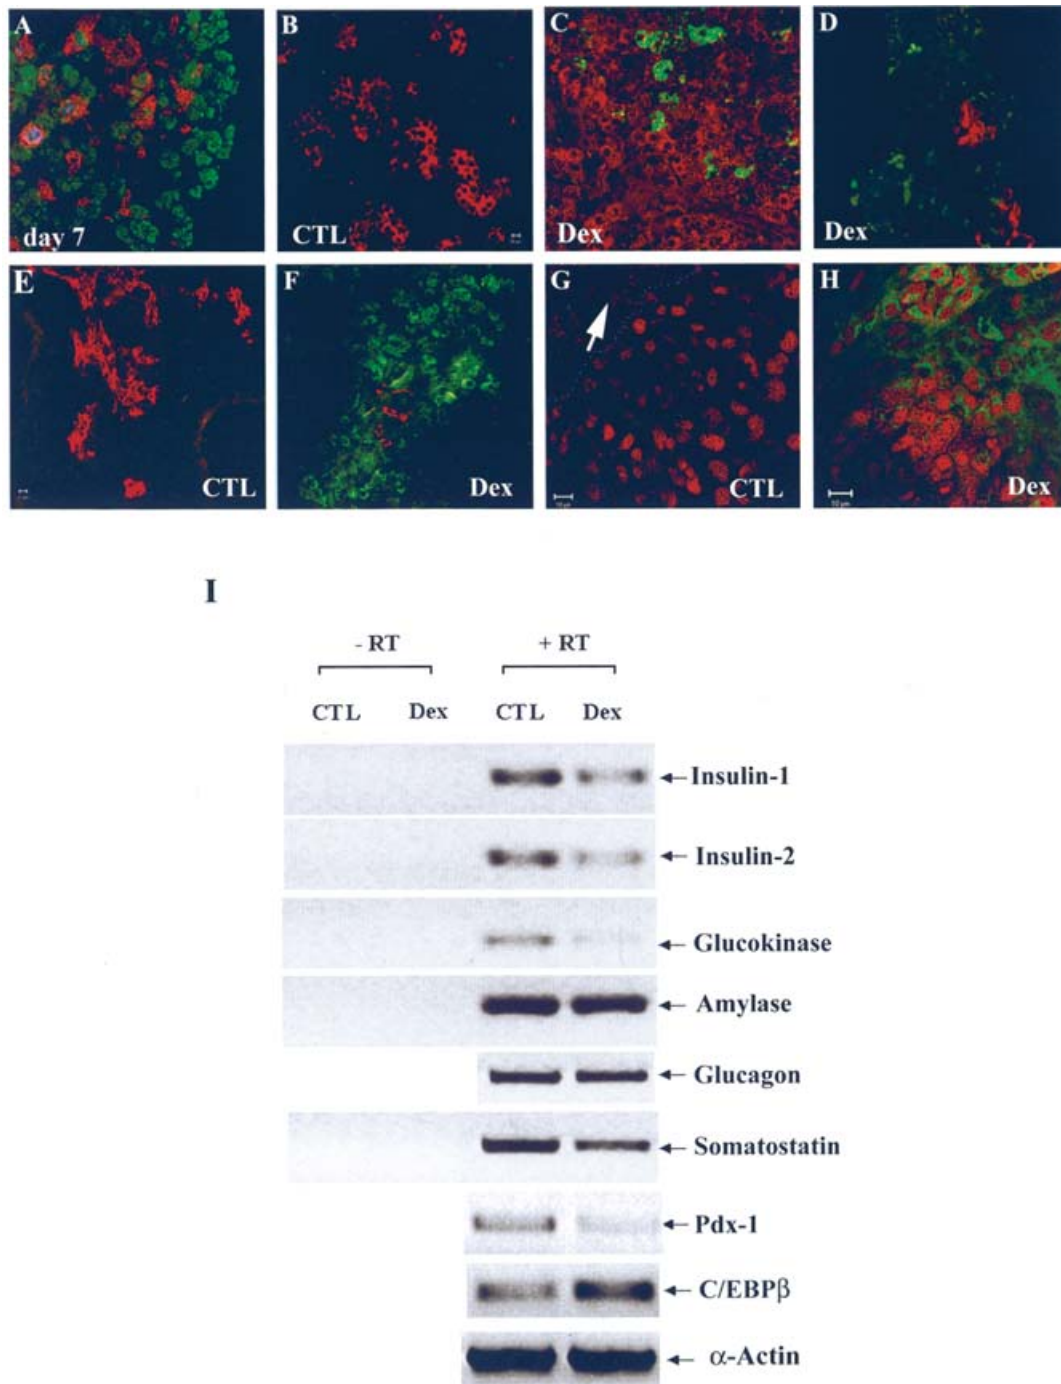 A
B
C
D
day 7
CTL
Dex
Dex
E
F
G
H
CTL
Dex
CTL
Dex
I
- RT
+ RT
CTL
Dex
CTL
Dex
Insulin-1
Insulin-2
Glucokinase
Amylase
Glucagon
Somatostatin
Pdx-1
C/EBPβ
α-Actin